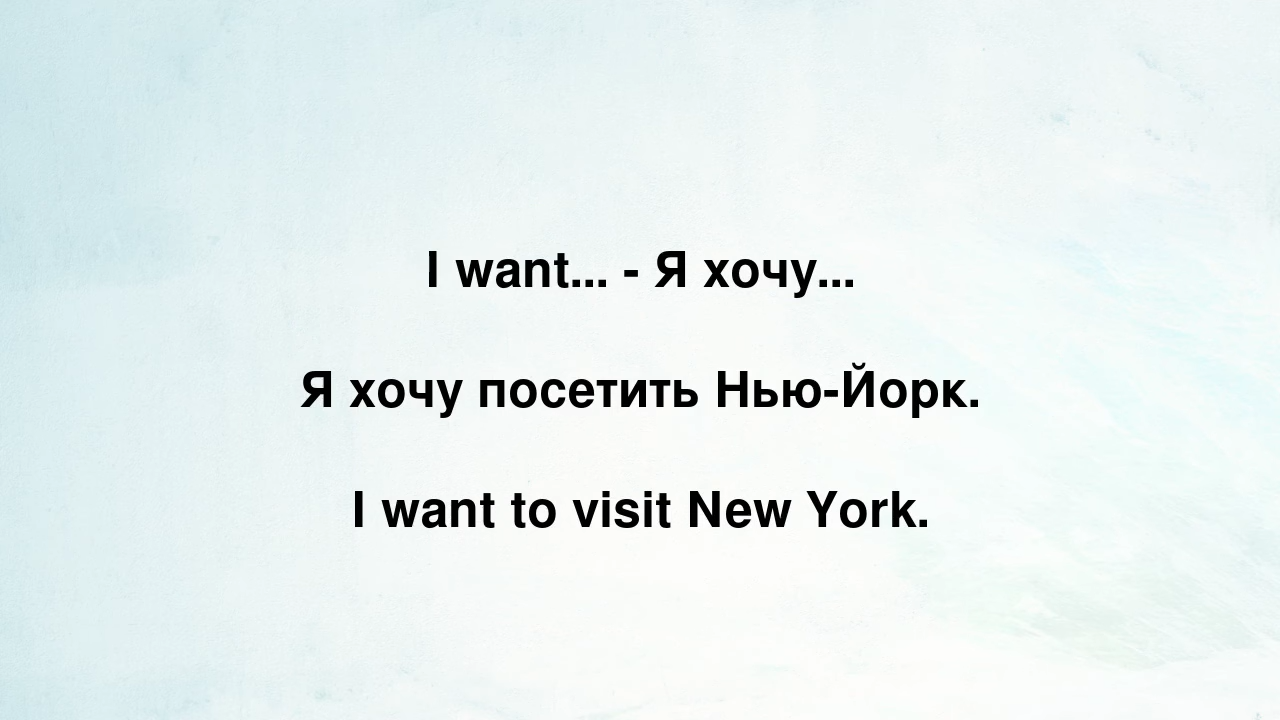 I want... - Я хочу...
Я хочу посетить Нью-Йорк.
I want to visit New York.